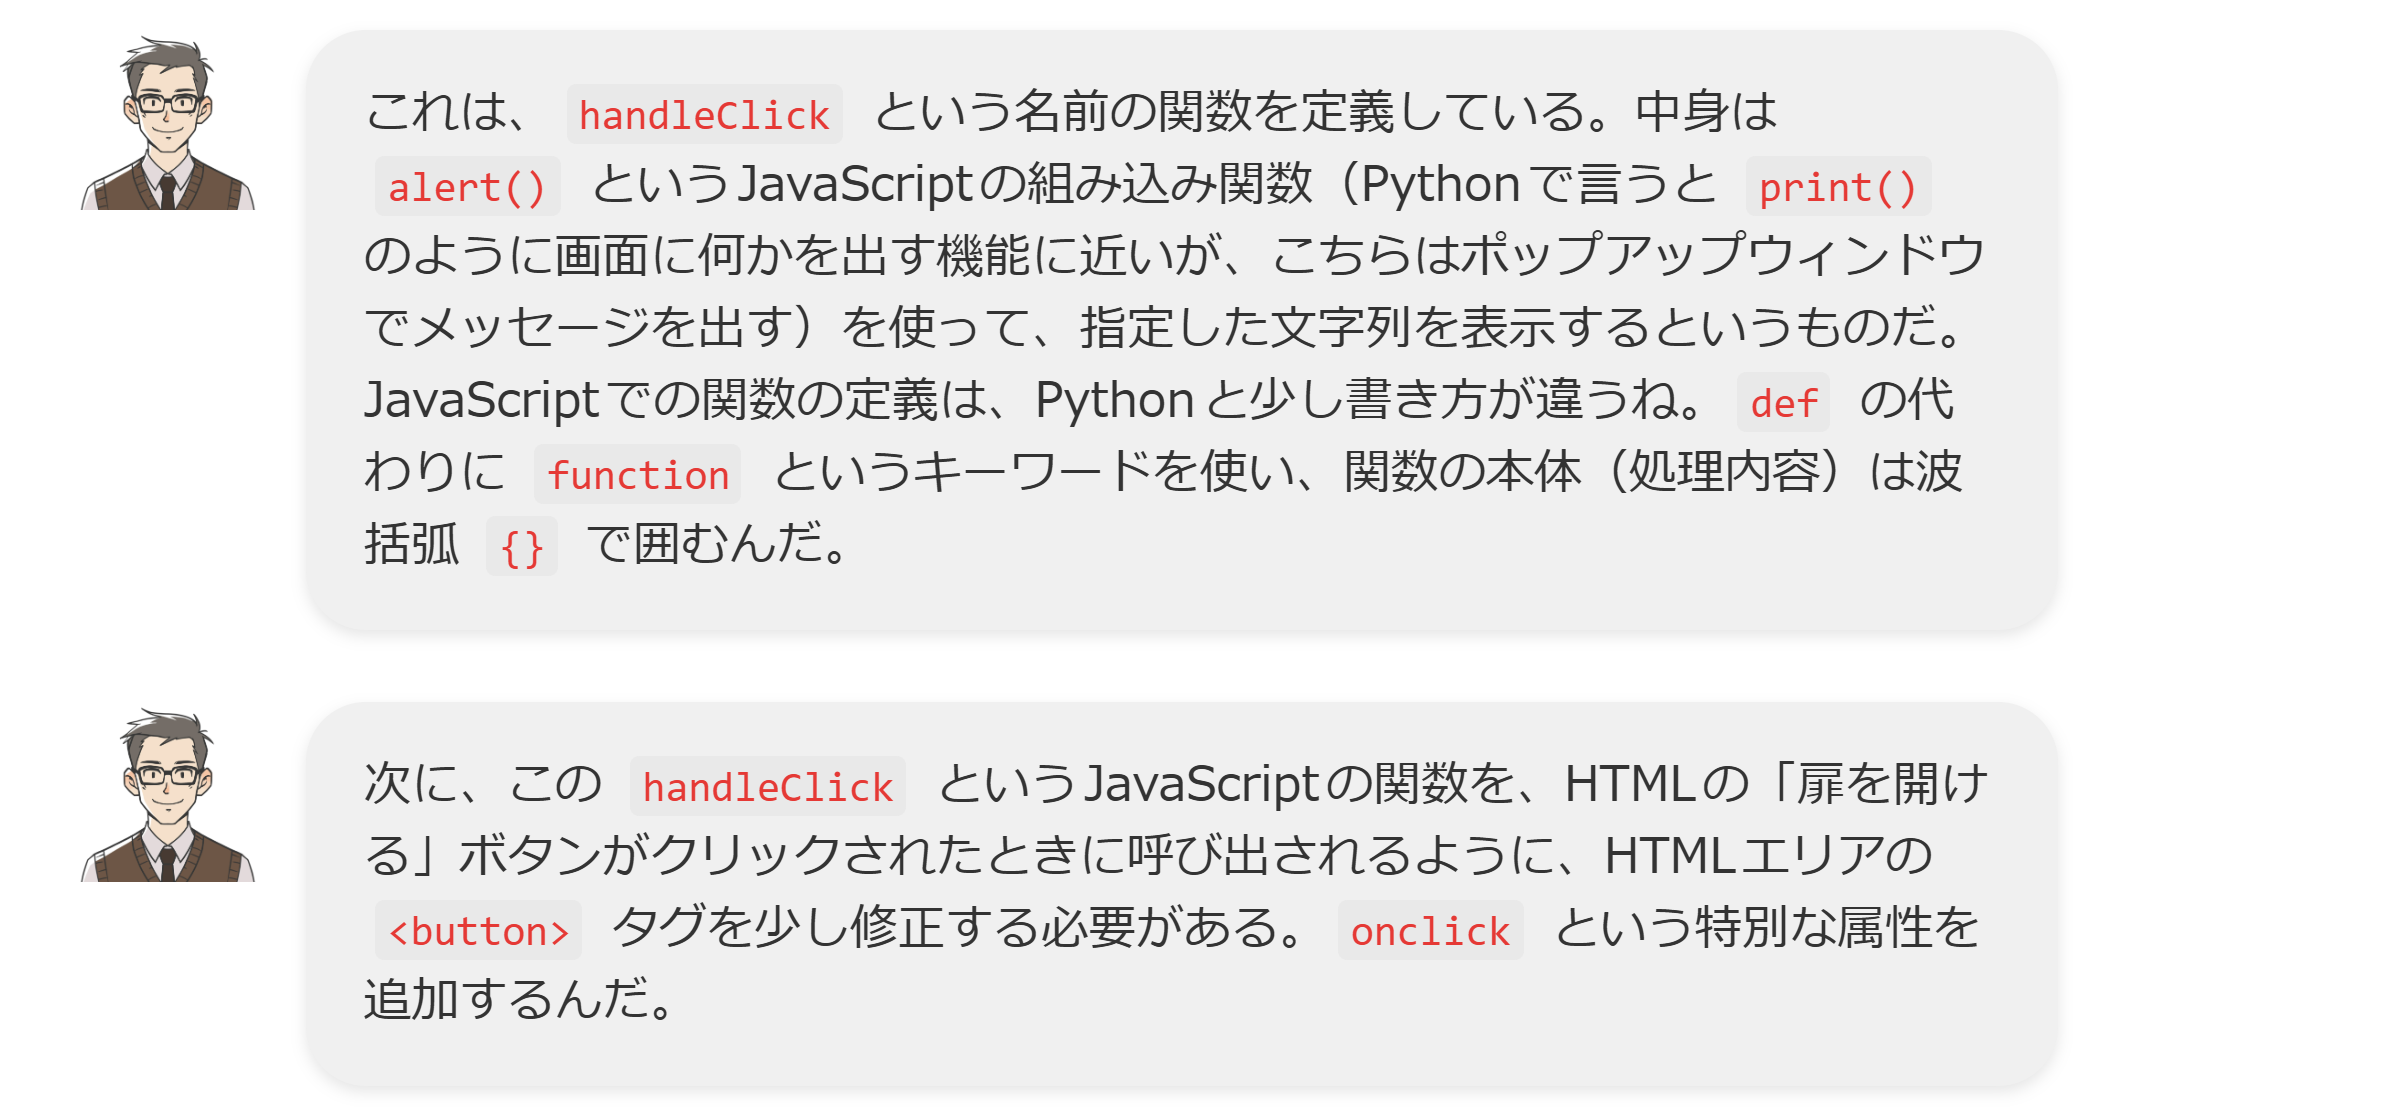 これは、 handleClick という名前の関数を定義している。中身は
alert() というJavaScriptの組み込み関数（Pythonで言うと print()
のように画面に何かを出す機能に近いが、こちらはポップアップウィンドウ
でメッセージを出す）を使って、指定した文字列を表示するというものだ。
JavaScriptでの関数の定義は、Pythonと少し書き方が違うね。 def の代
わりに function というキーワードを使い、関数の本体（処理内容）は波
括弧 {} で囲むんだ。
次に、この handleClick というJavaScriptの関数を、HTMLの「扉を開け
る」ボタンがクリックされたときに呼び出されるように、HTMLエリアの
<button> タグを少し修正する必要がある。 onclick という特別な属性を
追加するんだ。